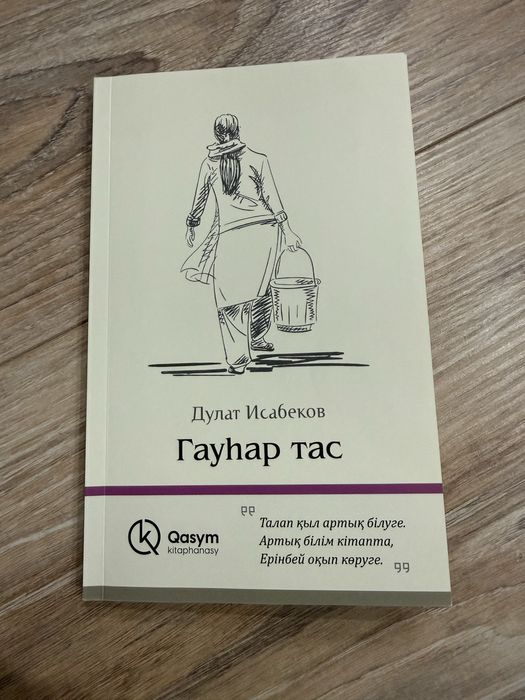 Дулат Исабеков
Гауһар тас
Qasym
kitaphanasy
Талап қыл артық білуге.
Артық білім кітапта,
Ерінбей оқып көруге.